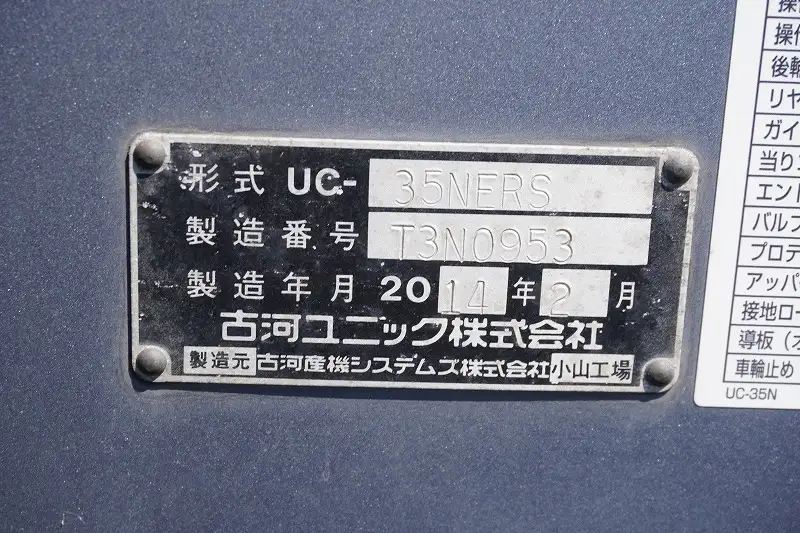 形式 UC-35NERS
製造番号 T3N0953
製造年月 2014年2月
古河ユニック株式会社
製造元 古河産機システムズ株式会社 小山工場
操作
後輪
リヤ
ガイ
当り
エント
バルブ
プロテ
アッパ
接地ロー
導板（オ
車輪止め
UC-35N